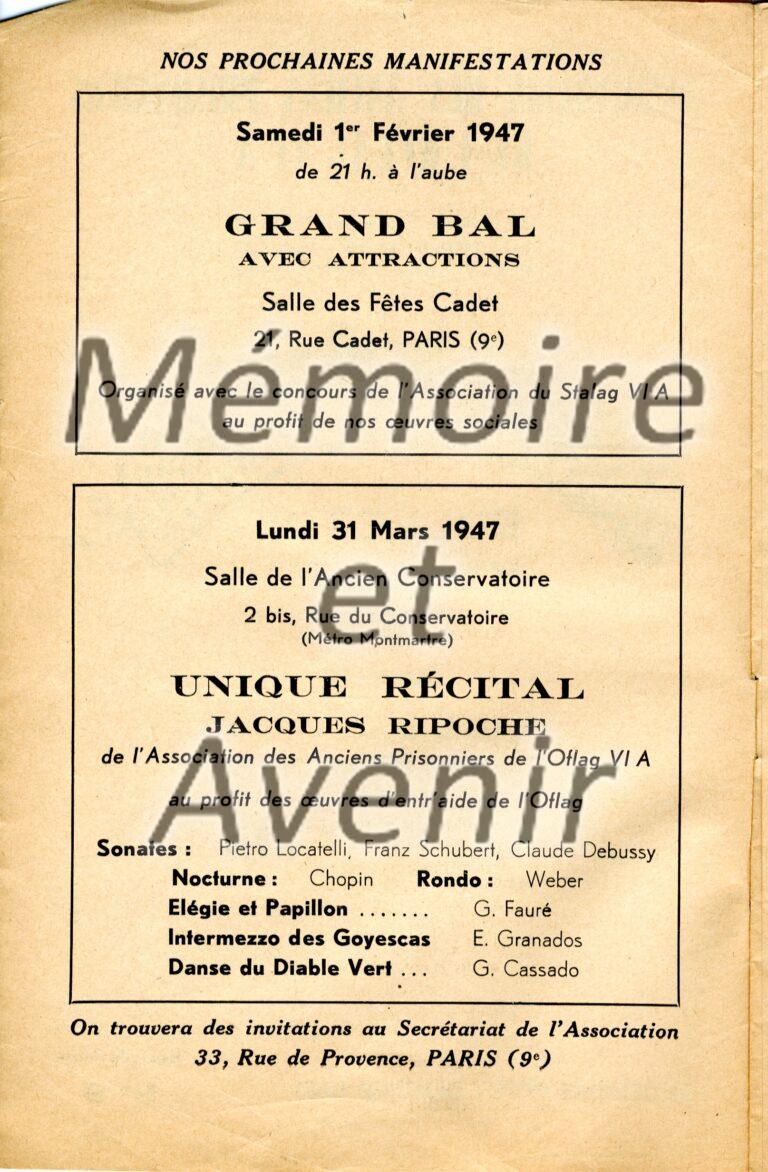 NOS PROCHAINES MANIFESTATIONS
Samedi 1er Février 1947
de 21 h. à l'aube
GRAND BAL
AVEC ATTRACTIONS
Salle des Fêtes Cadet
21, Rue Cadet, PARIS (9e)
Organisé avec le concours de l'Association du Stalag VI A
au profit de nos œuvres sociales
Mémoire
Lundi 31 Mars 1947
Salle de l'Ancien Conservatoire
2 bis, Rue du Conservatoire
(Métro Montmartre)
et
UNIQUE RÉCITAL
JACQUES RIPOCHE
de l'Association des Anciens Prisonniers de l'Oflag VI A
au profit des œuvres d'entr'aide de l'Oflag
Avenir
Sonates : Pietro Locatelli, Franz Schubert, Claude Debussy
Nocturne : Chopin Rondo : Weber
Elégie et Papillon ....... G. Fauré
Intermezzo des Goyescas E. Granados
Danse du Diable Vert ... G. Cassado
On trouvera des invitations au Secrétariat de l'Association
33, Rue de Provence, PARIS (9e)